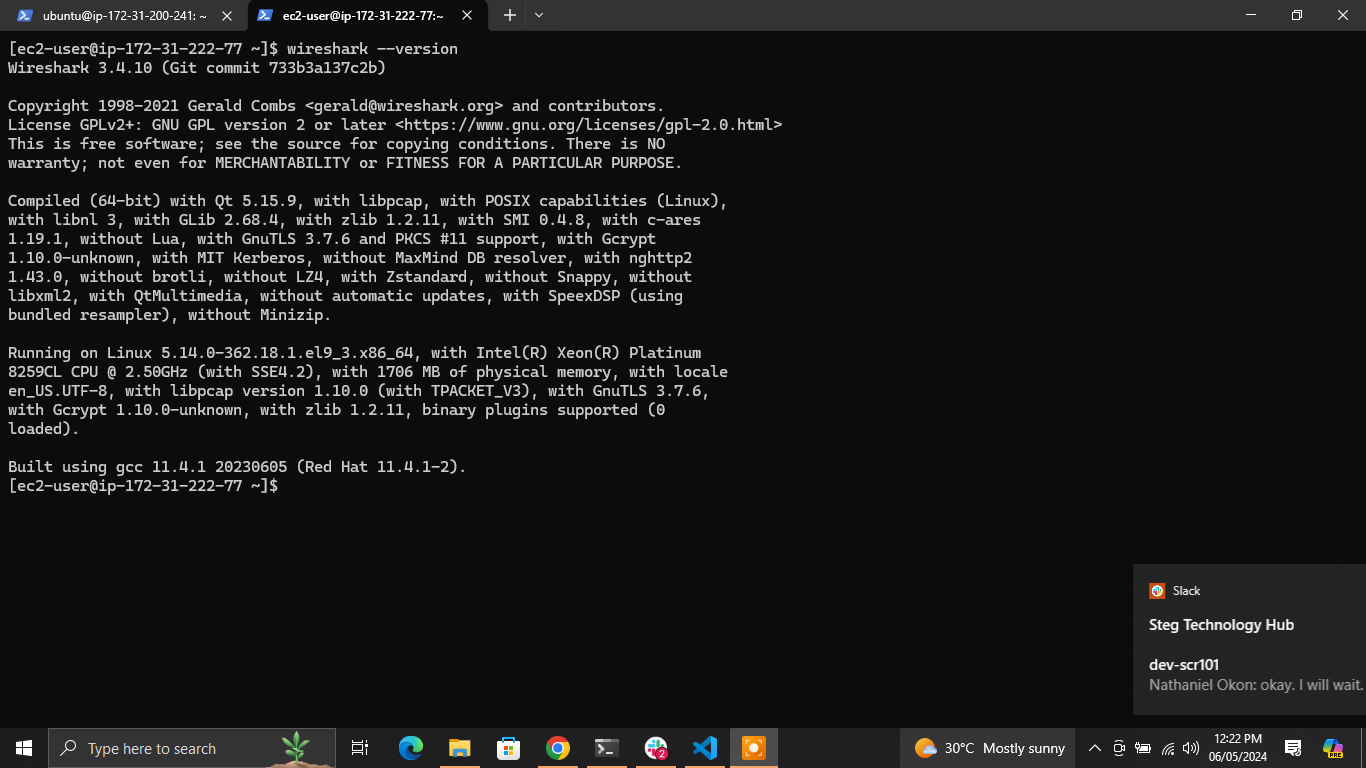 ubuntu@ip-172-31-200-241: ~
ec2-user@ip-172-31-222-77:~
[ec2-user@ip-172-31-222-77 ~]$ wireshark --version
Wireshark 3.4.10 (Git commit 733b3a137c2b)
Copyright 1998-2021 Gerald Combs <gerald@wireshark.org> and contributors.
License GPLv2+: GNU GPL version 2 or later <https://www.gnu.org/licenses/gpl-2.0.html>
This is free software; see the source for copying conditions. There is NO
warranty; not even for MERCHANTABILITY or FITNESS FOR A PARTICULAR PURPOSE.
Compiled (64-bit) with Qt 5.15.9, with libpcap, with POSIX capabilities (Linux),
with libnl 3, with GLib 2.68.4, with zlib 1.2.11, with SMI 0.4.8, with c-ares
1.19.1, without Lua, with GnuTLS 3.7.6 and PKCS #11 support, with Gcrypt
1.10.0-unknown, with MIT Kerberos, without MaxMind DB resolver, with nghttp2
1.43.0, without brotli, without LZ4, with Zstandard, without Snappy, without
libxml2, with QtMultimedia, without automatic updates, with SpeexDSP (using
bundled resampler), without Minizip.
Running on Linux 5.14.0-362.18.1.el9_3.x86_64, with Intel(R) Xeon(R) Platinum
8259CL CPU @ 2.50GHz (with SSE4.2), with 1706 MB of physical memory, with locale
en_US.UTF-8, with libpcap version 1.10.0 (with TPACKET_V3), with GnuTLS 3.7.6,
with Gcrypt 1.10.0-unknown, with zlib 1.2.11, binary plugins supported (0
loaded).
Built using gcc 11.4.1 20230605 (Red Hat 11.4.1-2).
[ec2-user@ip-172-31-222-77 ~]$
Slack
Steg Technology Hub
dev-scr101
Nathaniel Okon: okay. I will wait.
Type here to search
2
30°C Mostly sunny
12:22 PM
06/05/2024
PRE